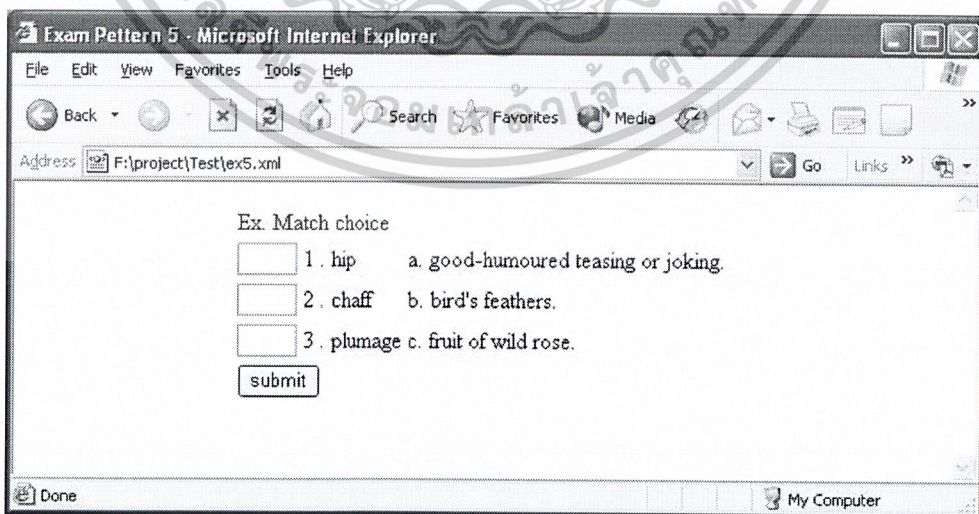 Exam Pettern 5 - Microsoft Internet Explorer
File Edit View Favorites Tools Help
Back Search Favorites Media »
Address F:\project\Test\ex5.xml Go Links »
Ex. Match choice
1 . hip a. good-humoured teasing or joking.
2 . chaff b. bird's feathers.
3 . plumage c. fruit of wild rose.
submit
Done My Computer